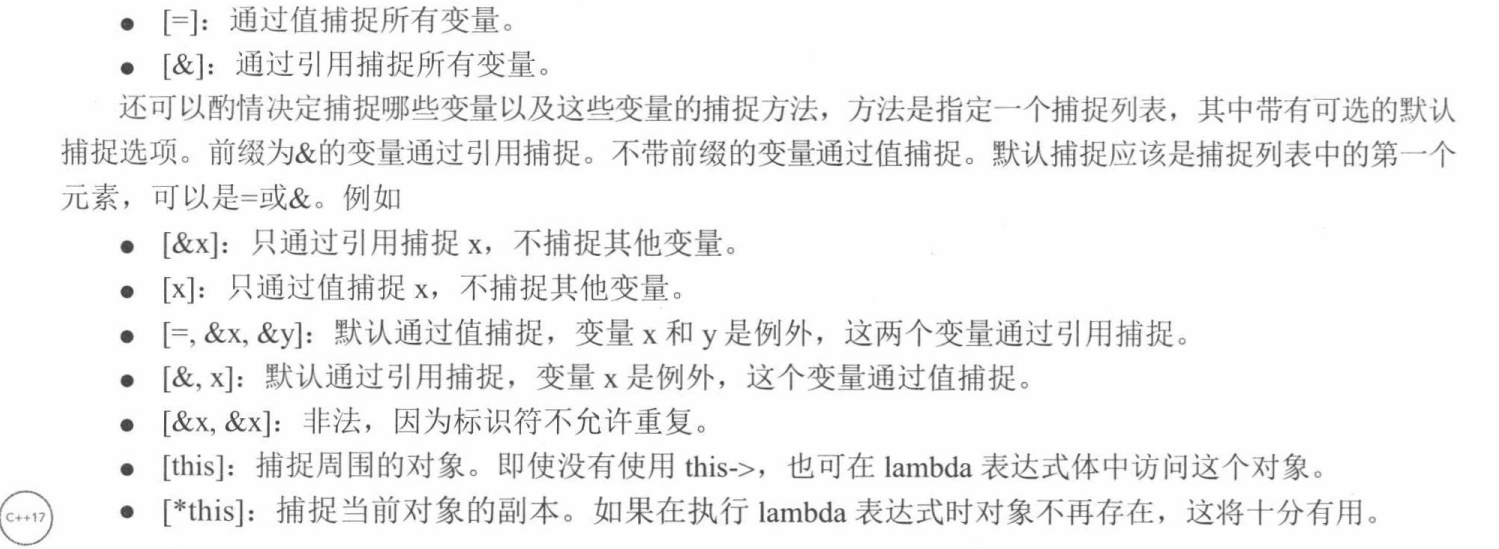 ● [=]：通过值捕捉所有变量。
● [&]：通过引用捕捉所有变量。
还可以酌情决定捕捉哪些变量以及这些变量的捕捉方法，方法是指定一个捕捉列表，其中带有可选的默认
捕捉选项。前缀为&的变量通过引用捕捉。不带前缀的变量通过值捕捉。默认捕捉应该是捕捉列表中的第一个
元素，可以是=或&。例如
● [&x]：只通过引用捕捉 x，不捕捉其他变量。
● [x]：只通过值捕捉 x，不捕捉其他变量。
● [=, &x, &y]：默认通过值捕捉，变量 x 和 y 是例外，这两个变量通过引用捕捉。
● [&, x]：默认通过引用捕捉，变量 x 是例外，这个变量通过值捕捉。
● [&x, &x]：非法，因为标识符不允许重复。
● [this]：捕捉周围的对象。即使没有使用 this->，也可在 lambda 表达式体中访问这个对象。
C++17
● [*this]：捕捉当前对象的副本。如果在执行 lambda 表达式时对象不再存在，这将十分有用。